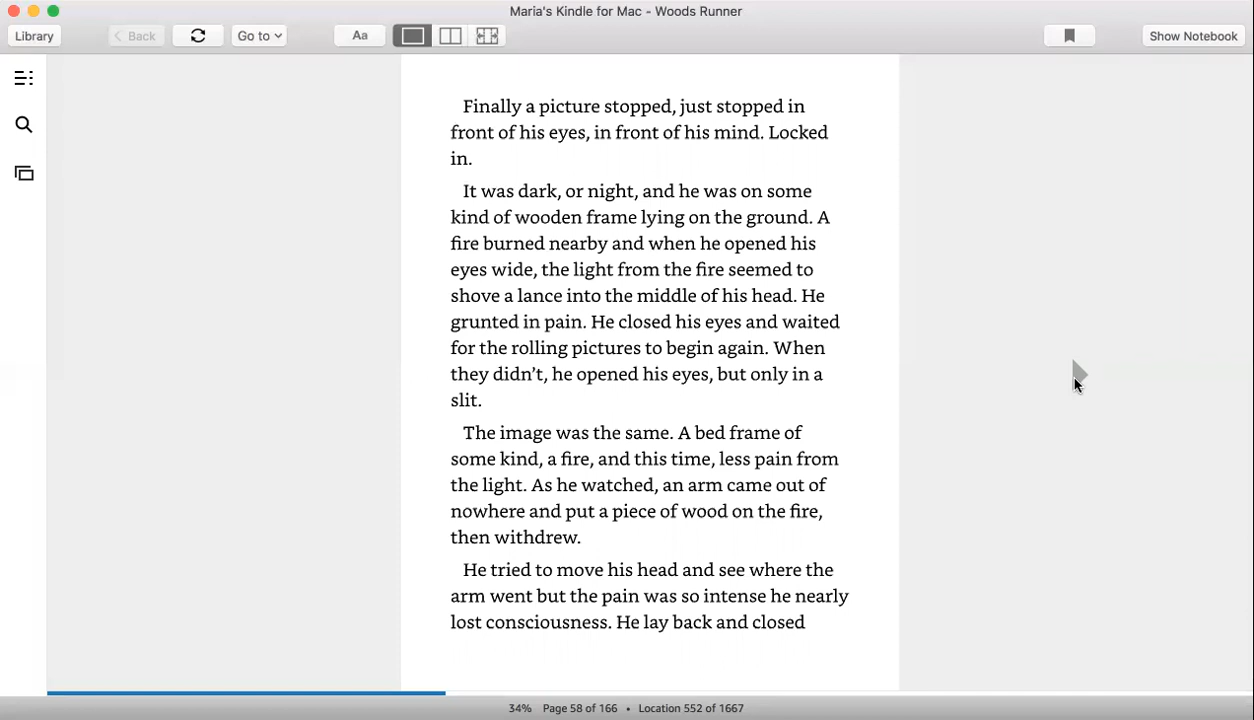 Maria's Kindle for Mac - Woods Runner
Library
Back
Go to
Aa
Show Notebook
Finally a picture stopped, just stopped in
front of his eyes, in front of his mind. Locked
in.
It was dark, or night, and he was on some
kind of wooden frame lying on the ground. A
fire burned nearby and when he opened his
eyes wide, the light from the fire seemed to
shove a lance into the middle of his head. He
grunted in pain. He closed his eyes and waited
for the rolling pictures to begin again. When
they didn’t, he opened his eyes, but only in a
slit.
The image was the same. A bed frame of
some kind, a fire, and this time, less pain from
the light. As he watched, an arm came out of
nowhere and put a piece of wood on the fire,
then withdrew.
He tried to move his head and see where the
arm went but the pain was so intense he nearly
lost consciousness. He lay back and closed
34% Page 58 of 166 • Location 552 of 1667